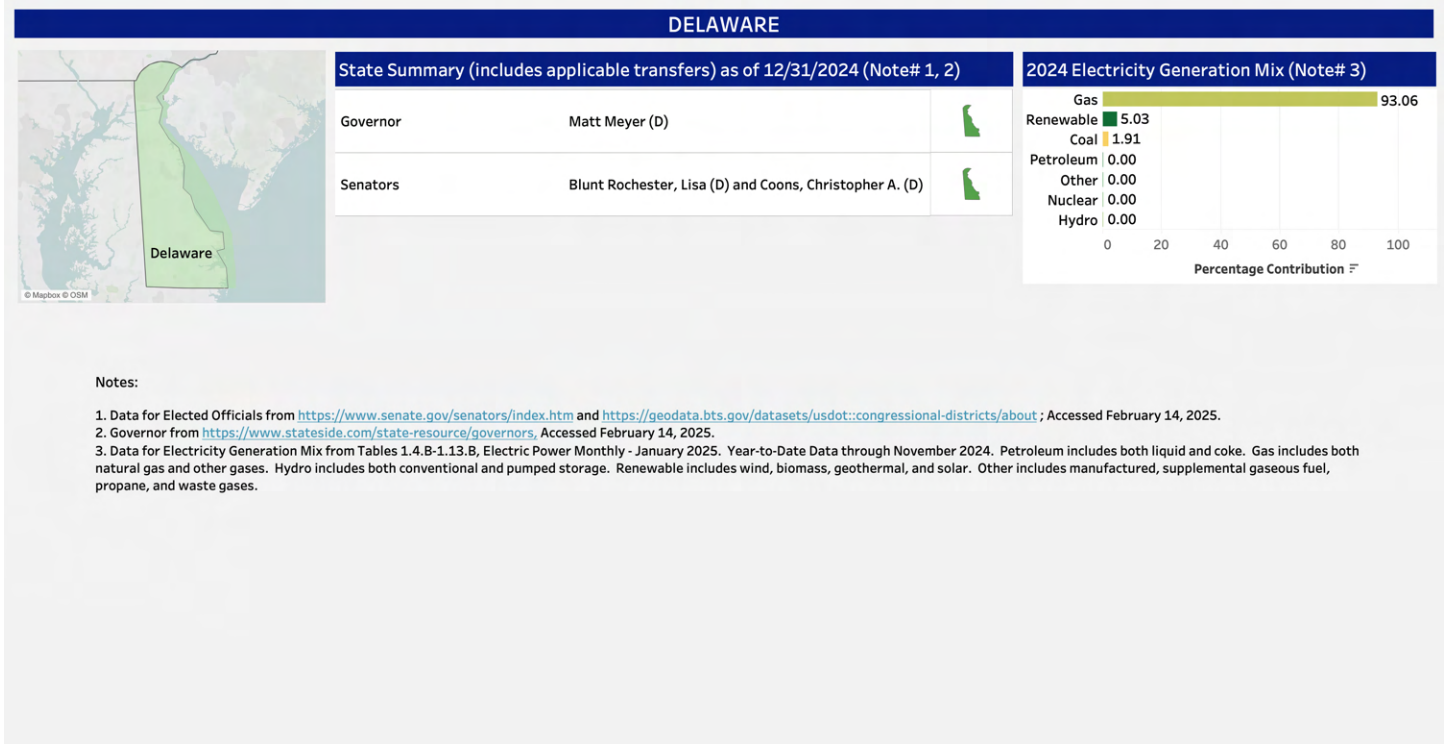 DELAWARE
Delaware
© Mapbox © OSM
State Summary (includes applicable transfers) as of 12/31/2024 (Note# 1, 2)
Governor Matt Meyer (D)
Senators Blunt Rochester, Lisa (D) and Coons, Christopher A. (D)
2024 Electricity Generation Mix (Note# 3)
Gas 93.06
Renewable 5.03
Coal 1.91
Petroleum 0.00
Other 0.00
Nuclear 0.00
Hydro 0.00
0 20 40 60 80 100
Percentage Contribution
Notes:
1. Data for Elected Officials from https://www.senate.gov/senators/index.htm and https://geodata.bts.gov/datasets/usdot::congressional-districts/about ; Accessed February 14, 2025.
2. Governor from https://www.stateside.com/state-resource/governors, Accessed February 14, 2025.
3. Data for Electricity Generation Mix from Tables 1.4.B-1.13.B, Electric Power Monthly - January 2025. Year-to-Date Data through November 2024. Petroleum includes both liquid and coke. Gas includes both
natural gas and other gases. Hydro includes both conventional and pumped storage. Renewable includes wind, biomass, geothermal, and solar. Other includes manufactured, supplemental gaseous fuel,
propane, and waste gases.